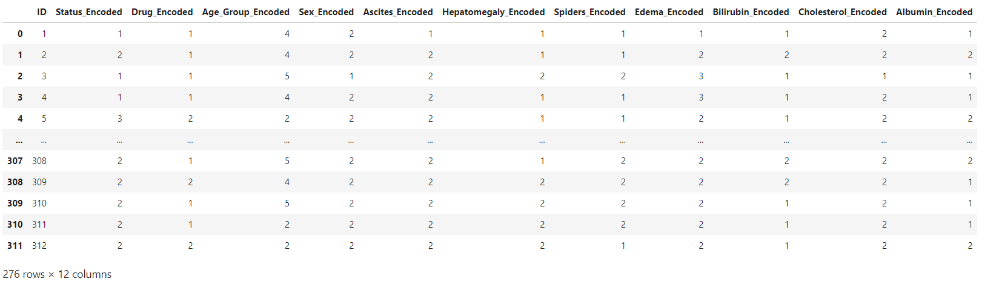 ID Status_Encoded Drug_Encoded Age_Group_Encoded Sex_Encoded Ascites_Encoded Hepatomegaly_Encoded Spiders_Encoded Edema_Encoded Bilirubin_Encoded Cholesterol_Encoded Albumin_Encoded
0 1 1 1 4 2 1 1 1 1 1 2 1
1 2 2 1 4 2 2 1 1 2 2 2 2
2 3 1 1 5 1 2 2 2 3 1 1 1
3 4 1 1 4 2 2 1 1 3 1 2 1
4 5 3 2 2 2 2 1 1 2 1 2 2
... ... ... ... ... ... ... ... ... ... ... ... ...
307 308 2 1 5 2 2 1 2 2 2 2 2
308 309 2 2 4 2 2 2 2 2 2 2 1
309 310 2 1 5 2 2 2 2 2 1 2 1
310 311 2 1 2 2 2 2 2 2 1 2 1
311 312 2 2 2 2 2 2 1 2 1 2 2
276 rows × 12 columns